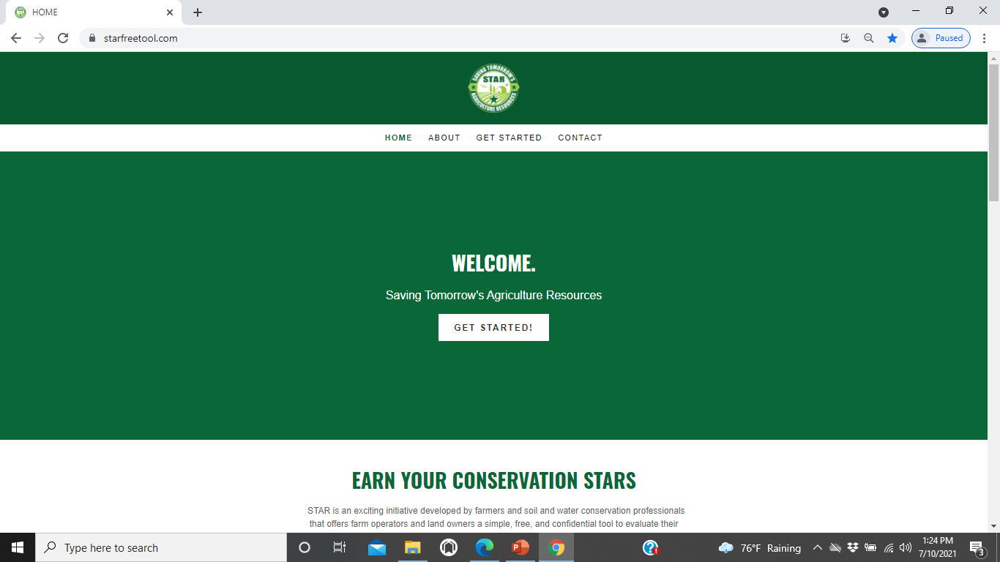 HOME
starfreetool.com
Paused
SAVING TOMORROW'S
STAR
AGRICULTURE RESOURCES
HOME ABOUT GET STARTED CONTACT
WELCOME.
Saving Tomorrow's Agriculture Resources
GET STARTED!
EARN YOUR CONSERVATION STARS
STAR is an exciting initiative developed by farmers and soil and water conservation professionals
that offers farm operators and land owners a simple, free, and confidential tool to evaluate their
Type here to search
76°F Raining
1:24 PM
7/10/2021
3